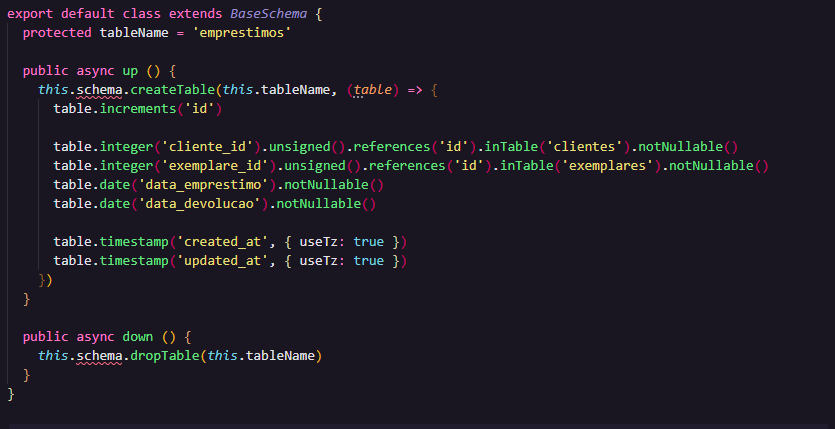 export default class extends BaseSchema {
  protected tableName = 'emprestimos'

  public async up () {
    this.schema.createTable(this.tableName, (table) => {
      table.increments('id')

      table.integer('cliente_id').unsigned().references('id').inTable('clientes').notNullable()
      table.integer('exemplare_id').unsigned().references('id').inTable('exemplares').notNullable()
      table.date('data_emprestimo').notNullable()
      table.date('data_devolucao').notNullable()

      table.timestamp('created_at', { useTz: true })
      table.timestamp('updated_at', { useTz: true })
    })
  }

  public async down () {
    this.schema.dropTable(this.tableName)
  }
}